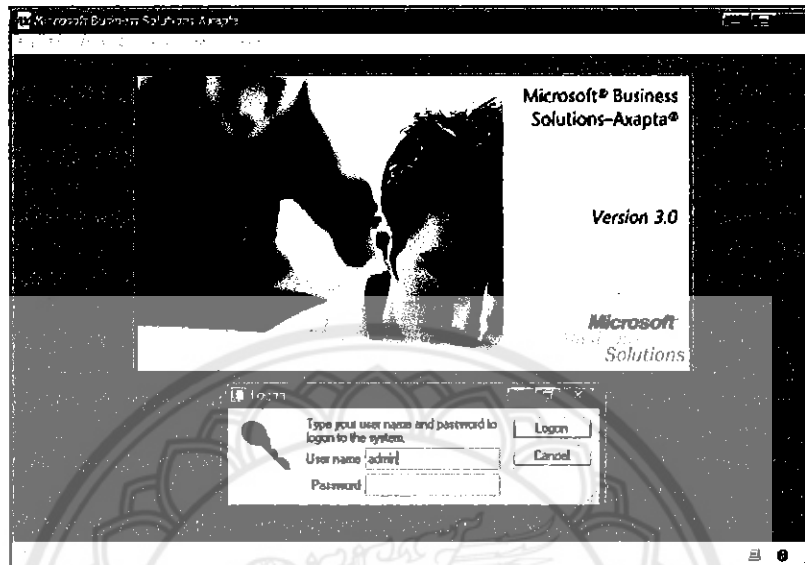 Microsoft Business Solutions-Axapta
Microsoft® Business
Solutions–Axapta®
Version 3.0
Microsoft
Solutions
Logon
Type your user name and password to
logon to the system.
Logon
User name admin
Cancel
Password